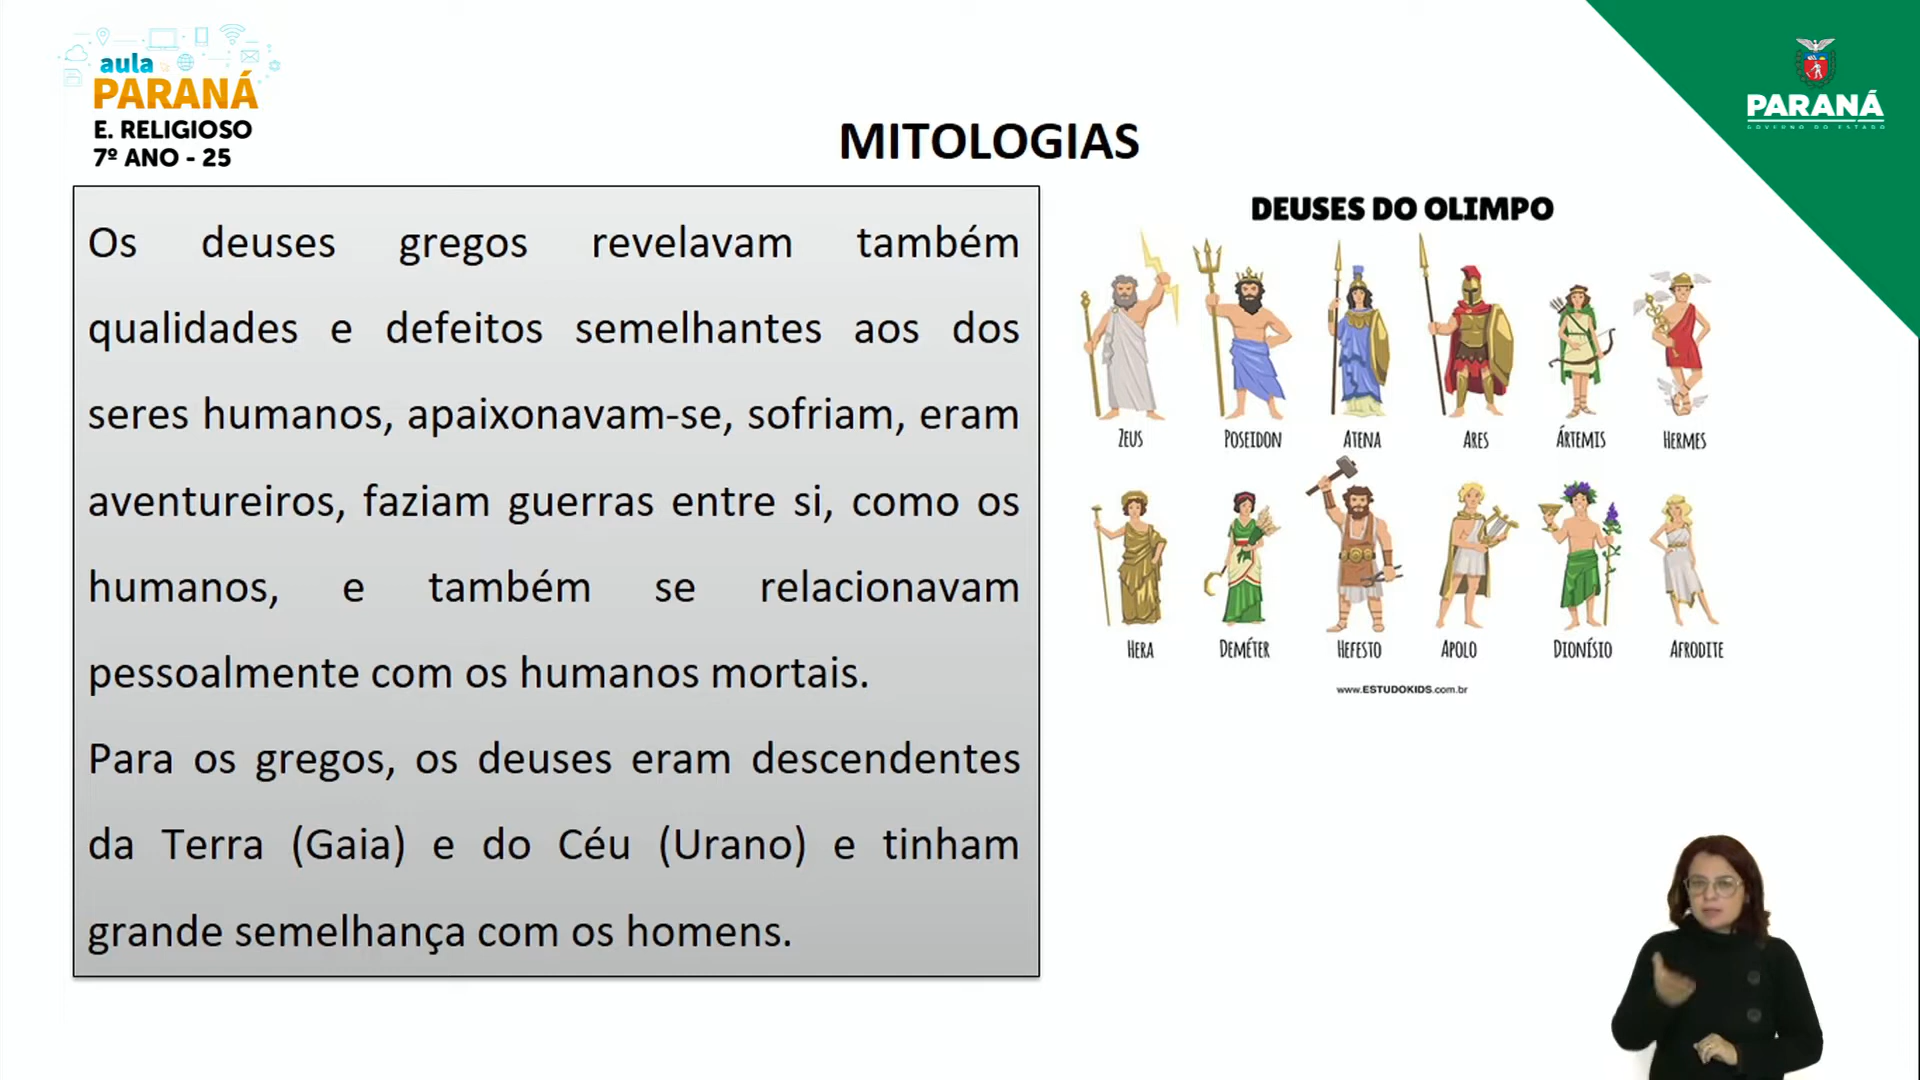 aula
PARANÁ
E. RELIGIOSO
7º ANO - 25
PARANÁ
GOVERNO DO ESTADO
MITOLOGIAS
Os deuses gregos revelavam também
qualidades e defeitos semelhantes aos dos
seres humanos, apaixonavam-se, sofriam, eram
aventureiros, faziam guerras entre si, como os
humanos, e também se relacionavam
pessoalmente com os humanos mortais.
Para os gregos, os deuses eram descendentes
da Terra (Gaia) e do Céu (Urano) e tinham
grande semelhança com os homens.
DEUSES DO OLIMPO
ZEUS POSEIDON ATENA ARES ÁRTEMIS HERMES
HERA DEMÉTER HEFESTO APOLO DIONÍSIO AFRODITE
www.ESTUDOKIDS.com.br